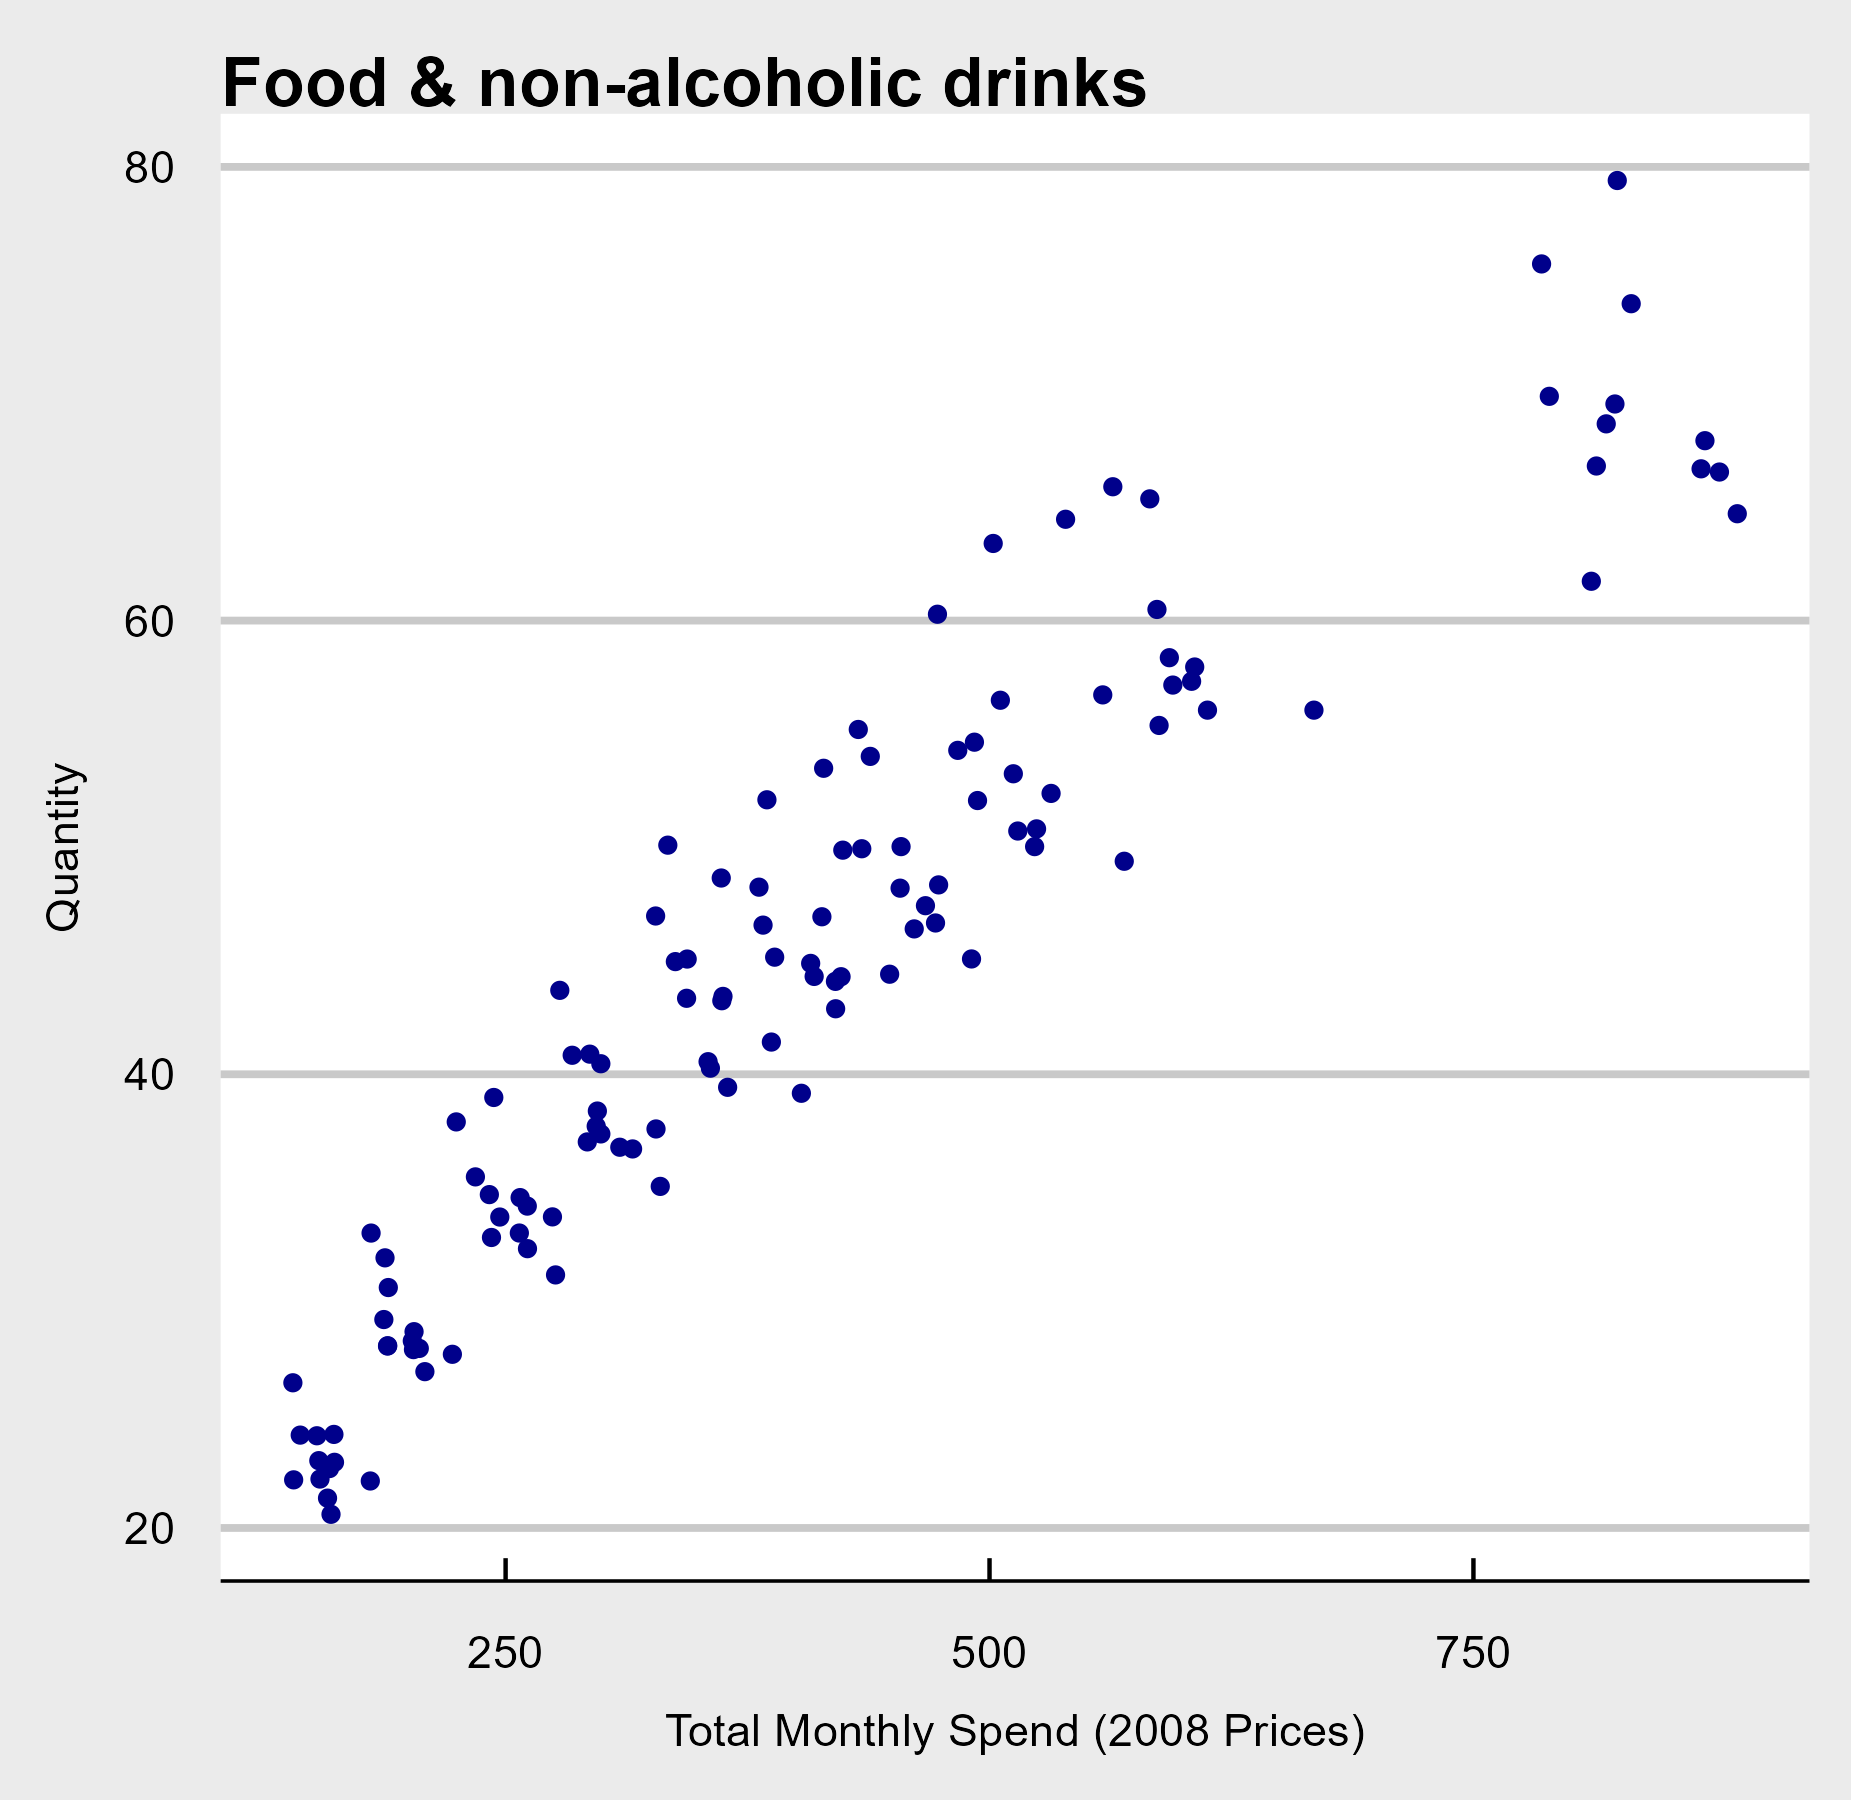 Food & non-alcoholic drinks
80
60
40
20
Quantity
250 500 750
Total Monthly Spend (2008 Prices)